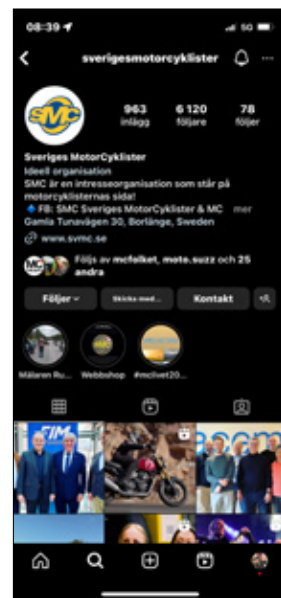 08:39
5G
sverigesmotorcyklister
SMC
963 6 120 78
inlägg följare följer
Sveriges MotorCyklister
Ideell organisation
SMC är en intresseorganisation som står på
motorcyklisternas sida!
FB: SMC Sveriges MotorCyklister & MC mer
Gamla Tunavägen 30, Borlänge, Sweden
www.svmc.se
Följs av mcfolket, moto.suzz och 25
andra
Följer Skicka med... Kontakt
Mälaren Ru... Webbshop #mclivet20...
FIM